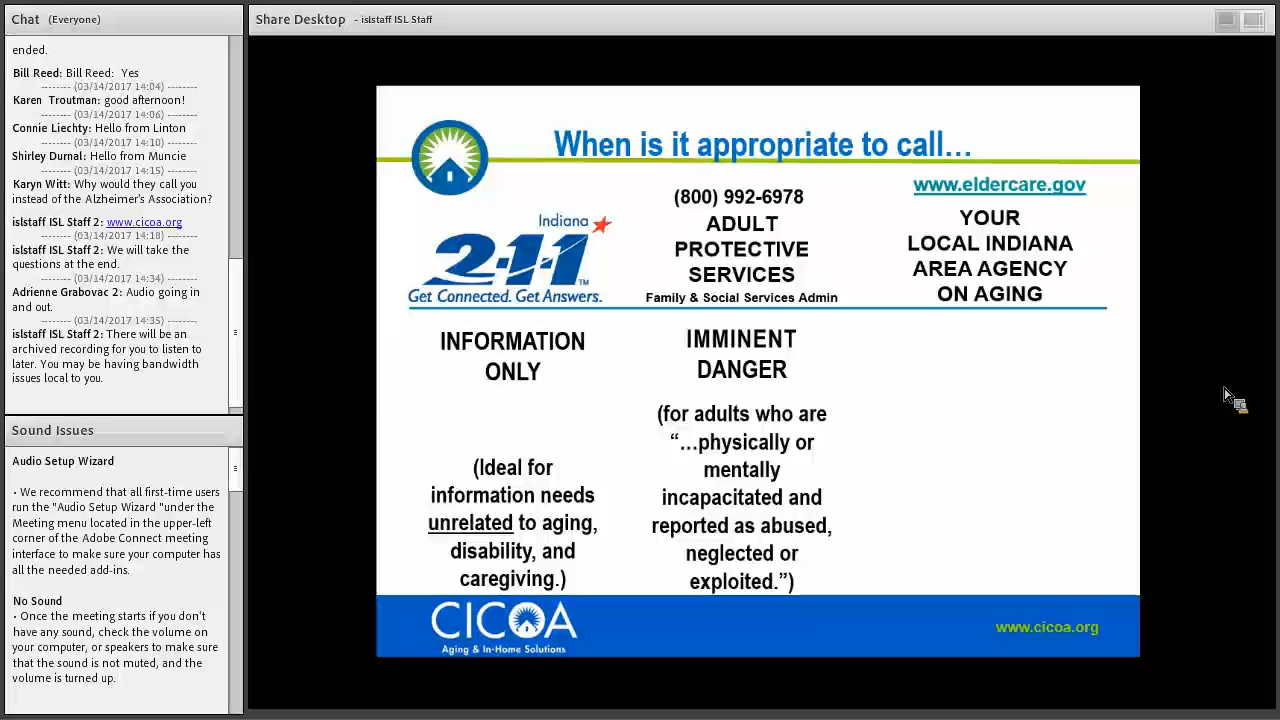 Chat (Everyone)
ended.
Bill Reed: Bill Reed: Yes
-------- (03/14/2017 14:04) --------
Karen Troutman: good afternoon!
-------- (03/14/2017 14:06) --------
Connie Liechty: Hello from Linton
-------- (03/14/2017 14:10) --------
Shirley Durnal: Hello from Muncie
-------- (03/14/2017 14:15) --------
Karyn Witt: Why would they call you
instead of the Alzheimer's Association?
islstaff ISL Staff 2: www.cicoa.org
-------- (03/14/2017 14:18) --------
islstaff ISL Staff 2: We will take the
questions at the end.
-------- (03/14/2017 14:34) --------
Adrienne Grabovac 2: Audio going in
and out.
-------- (03/14/2017 14:35) --------
islstaff ISL Staff 2: There will be an
archived recording for you to listen to
later. You may be having bandwidth
issues local to you.
Sound Issues
Audio Setup Wizard
• We recommend that all first-time users
run the "Audio Setup Wizard "under the
Meeting menu located in the upper-left
corner of the Adobe Connect meeting
interface to make sure your computer has
all the needed add-ins.
No Sound
• Once the meeting starts if you don't
have any sound, check the volume on
your computer, or speakers to make sure
that the sound is not muted, and the
volume is turned up.
Share Desktop - islstaff ISL Staff
When is it appropriate to call…
Indiana
2-1-1 TM
Get Connected. Get Answers.
(800) 992-6978
ADULT
PROTECTIVE
SERVICES
Family & Social Services Admin
www.eldercare.gov
YOUR
LOCAL INDIANA
AREA AGENCY
ON AGING
INFORMATION
ONLY
(Ideal for
information needs
unrelated to aging,
disability, and
caregiving.)
IMMINENT
DANGER
(for adults who are
“…physically or
mentally
incapacitated and
reported as abused,
neglected or
exploited.”)
CICOA
Aging & In-Home Solutions
www.cicoa.org